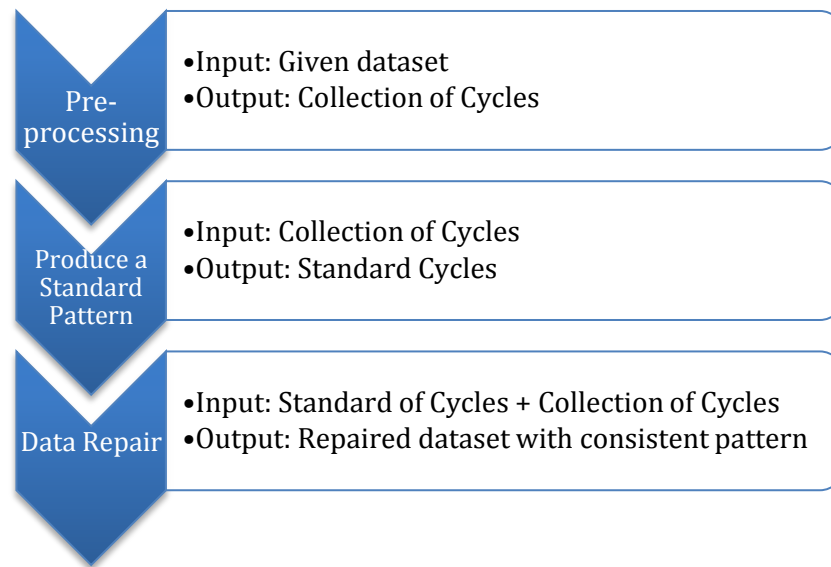 Pre-
processing
•Input: Given dataset
•Output: Collection of Cycles
Produce a
Standard
Pattern
•Input: Collection of Cycles
•Output: Standard Cycles
Data Repair
•Input: Standard of Cycles + Collection of Cycles
•Output: Repaired dataset with consistent pattern